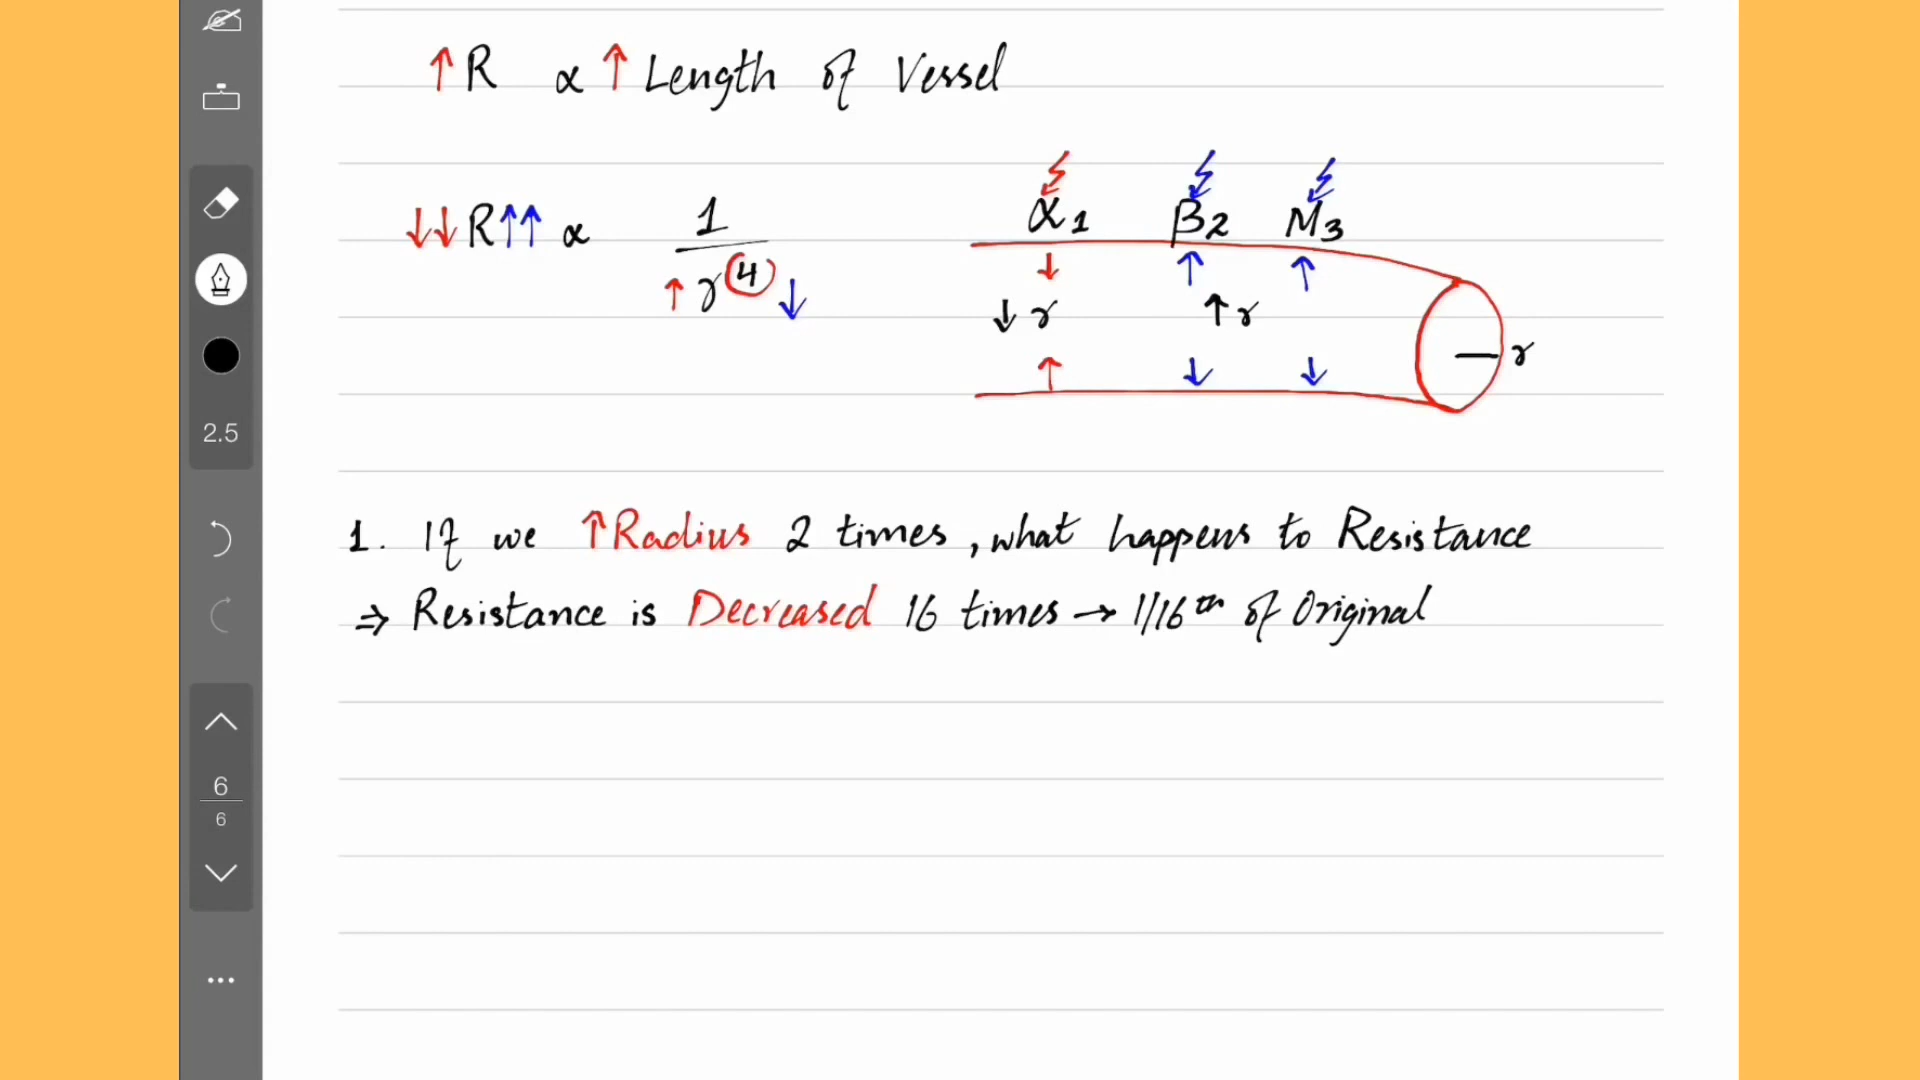 ↑R ∝ ↑ Length of Vessel
α1 β2 M3
↓↓R↑↑ ∝ 1 / ↑r⁴↓
↓r ↑r
r
1. If we ↑Radius 2 times, what happens to Resistance
⇒ Resistance is Decreased 16 times → 1/16th of Original
2.5
6
6